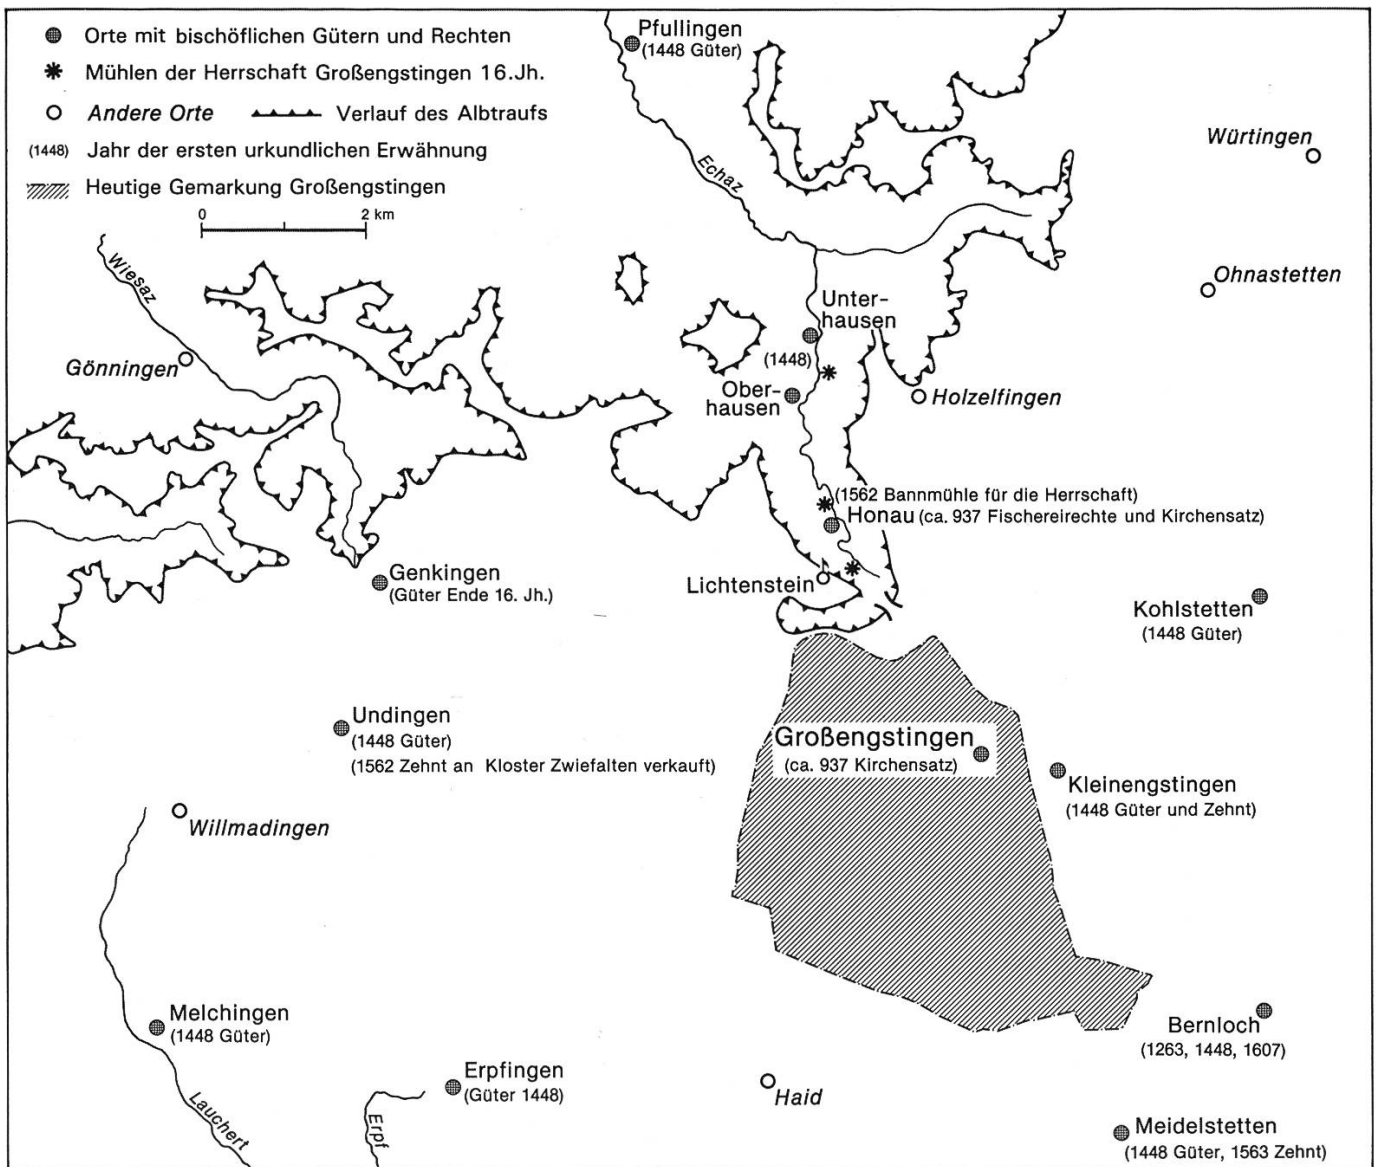 Orte mit bischöflichen Gütern und Rechten
Mühlen der Herrschaft Großengstingen 16.Jh.
Andere Orte
Verlauf des Albtraufs
(1448) Jahr der ersten urkundlichen Erwähnung
Heutige Gemarkung Großengstingen
0 2 km
Pfullingen
(1448 Güter)
Würtingen
Echaz
Wiesaz
Ohnastetten
Unter-
hausen
(1448)
Gönningen
Ober-
hausen
Holzelfingen
(1562 Bannmühle für die Herrschaft)
Honau (ca. 937 Fischereirechte und Kirchensatz)
Genkingen
(Güter Ende 16. Jh.)
Lichtenstein
Kohlstetten
(1448 Güter)
Undingen
(1448 Güter)
(1562 Zehnt an Kloster Zwiefalten verkauft)
Großengstingen
(ca. 937 Kirchensatz)
Kleinengstingen
(1448 Güter und Zehnt)
Willmadingen
Melchingen
(1448 Güter)
Bernloch
(1263, 1448, 1607)
Erpfingen
(Güter 1448)
Haid
Lauchert
Erpf
Meidelstetten
(1448 Güter, 1563 Zehnt)